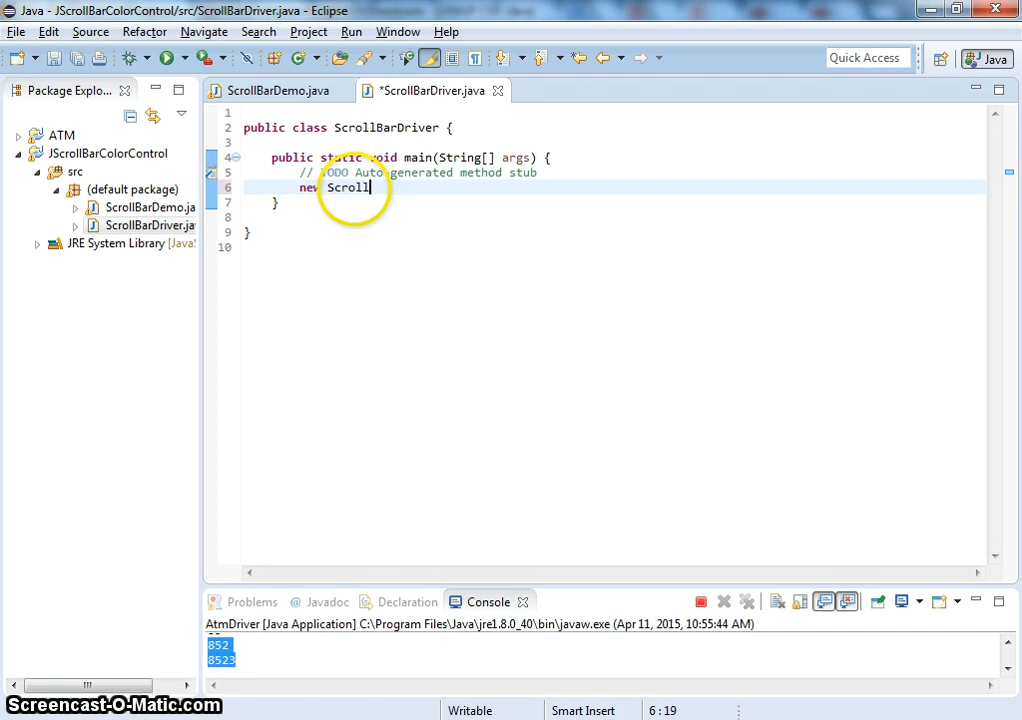 Java - JScrollBarColorControl/src/ScrollBarDriver.java - Eclipse
File Edit Source Refactor Navigate Search Project Run Window Help
Quick Access
Java
Package Explo...
ScrollBarDemo.java
*ScrollBarDriver.java
ATM
JScrollBarColorControl
src
(default package)
ScrollBarDemo.ja
ScrollBarDriver.ja
JRE System Library [Java
1
2 public class ScrollBarDriver {
3
4 public static void main(String[] args) {
5 // TODO Auto-generated method stub
6 new Scroll
7 }
8
9 }
10
Problems @ Javadoc Declaration Console
AtmDriver [Java Application] C:\Program Files\Java\jre1.8.0_40\bin\javaw.exe (Apr 11, 2015, 10:55:44 AM)
852
8523
Screencast-O-Matic.com
Writable Smart Insert 6 : 19